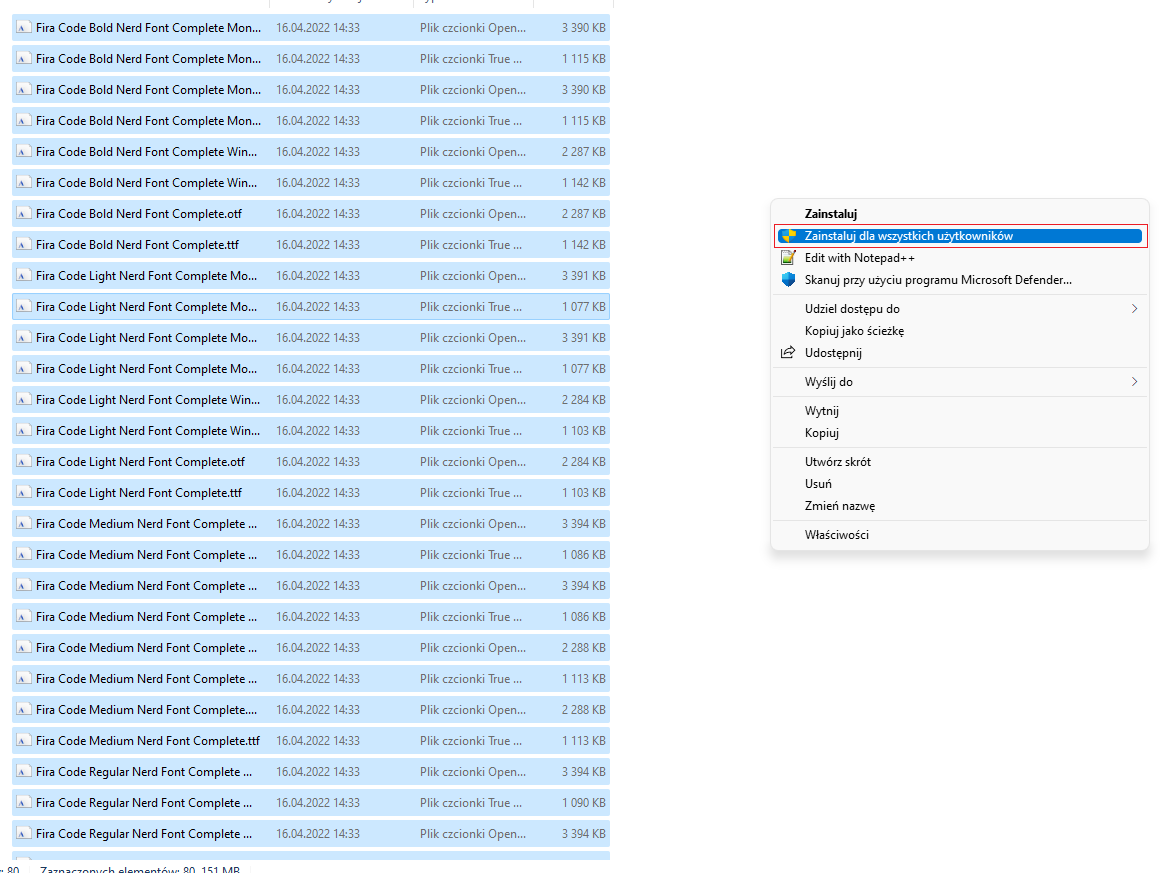 Fira Code Bold Nerd Font Complete Mon... 16.04.2022 14:33 Plik czcionki Open... 3 390 KB
Fira Code Bold Nerd Font Complete Mon... 16.04.2022 14:33 Plik czcionki True ... 1 115 KB
Fira Code Bold Nerd Font Complete Mon... 16.04.2022 14:33 Plik czcionki Open... 3 390 KB
Fira Code Bold Nerd Font Complete Mon... 16.04.2022 14:33 Plik czcionki True ... 1 115 KB
Fira Code Bold Nerd Font Complete Win... 16.04.2022 14:33 Plik czcionki Open... 2 287 KB
Fira Code Bold Nerd Font Complete Win... 16.04.2022 14:33 Plik czcionki True ... 1 142 KB
Fira Code Bold Nerd Font Complete.otf 16.04.2022 14:33 Plik czcionki Open... 2 287 KB
Fira Code Bold Nerd Font Complete.ttf 16.04.2022 14:33 Plik czcionki True ... 1 142 KB
Fira Code Light Nerd Font Complete Mo... 16.04.2022 14:33 Plik czcionki Open... 3 391 KB
Fira Code Light Nerd Font Complete Mo... 16.04.2022 14:33 Plik czcionki True ... 1 077 KB
Fira Code Light Nerd Font Complete Mo... 16.04.2022 14:33 Plik czcionki Open... 3 391 KB
Fira Code Light Nerd Font Complete Mo... 16.04.2022 14:33 Plik czcionki True ... 1 077 KB
Fira Code Light Nerd Font Complete Win... 16.04.2022 14:33 Plik czcionki Open... 2 284 KB
Fira Code Light Nerd Font Complete Win... 16.04.2022 14:33 Plik czcionki True ... 1 103 KB
Fira Code Light Nerd Font Complete.otf 16.04.2022 14:33 Plik czcionki Open... 2 284 KB
Fira Code Light Nerd Font Complete.ttf 16.04.2022 14:33 Plik czcionki True ... 1 103 KB
Fira Code Medium Nerd Font Complete ... 16.04.2022 14:33 Plik czcionki Open... 3 394 KB
Fira Code Medium Nerd Font Complete ... 16.04.2022 14:33 Plik czcionki True ... 1 086 KB
Fira Code Medium Nerd Font Complete ... 16.04.2022 14:33 Plik czcionki Open... 3 394 KB
Fira Code Medium Nerd Font Complete ... 16.04.2022 14:33 Plik czcionki True ... 1 086 KB
Fira Code Medium Nerd Font Complete ... 16.04.2022 14:33 Plik czcionki Open... 2 288 KB
Fira Code Medium Nerd Font Complete ... 16.04.2022 14:33 Plik czcionki True ... 1 113 KB
Fira Code Medium Nerd Font Complete.... 16.04.2022 14:33 Plik czcionki Open... 2 288 KB
Fira Code Medium Nerd Font Complete.ttf 16.04.2022 14:33 Plik czcionki True ... 1 113 KB
Fira Code Regular Nerd Font Complete ... 16.04.2022 14:33 Plik czcionki Open... 3 394 KB
Fira Code Regular Nerd Font Complete ... 16.04.2022 14:33 Plik czcionki True ... 1 090 KB
Fira Code Regular Nerd Font Complete ... 16.04.2022 14:33 Plik czcionki Open... 3 394 KB
: 80 Zaznaczonych elementów: 80, 151 MB
Zainstaluj
Zainstaluj dla wszystkich użytkowników
Edit with Notepad++
Skanuj przy użyciu programu Microsoft Defender...
Udziel dostępu do
Kopiuj jako ścieżkę
Udostępnij
Wyślij do
Wytnij
Kopiuj
Utwórz skrót
Usuń
Zmień nazwę
Właściwości